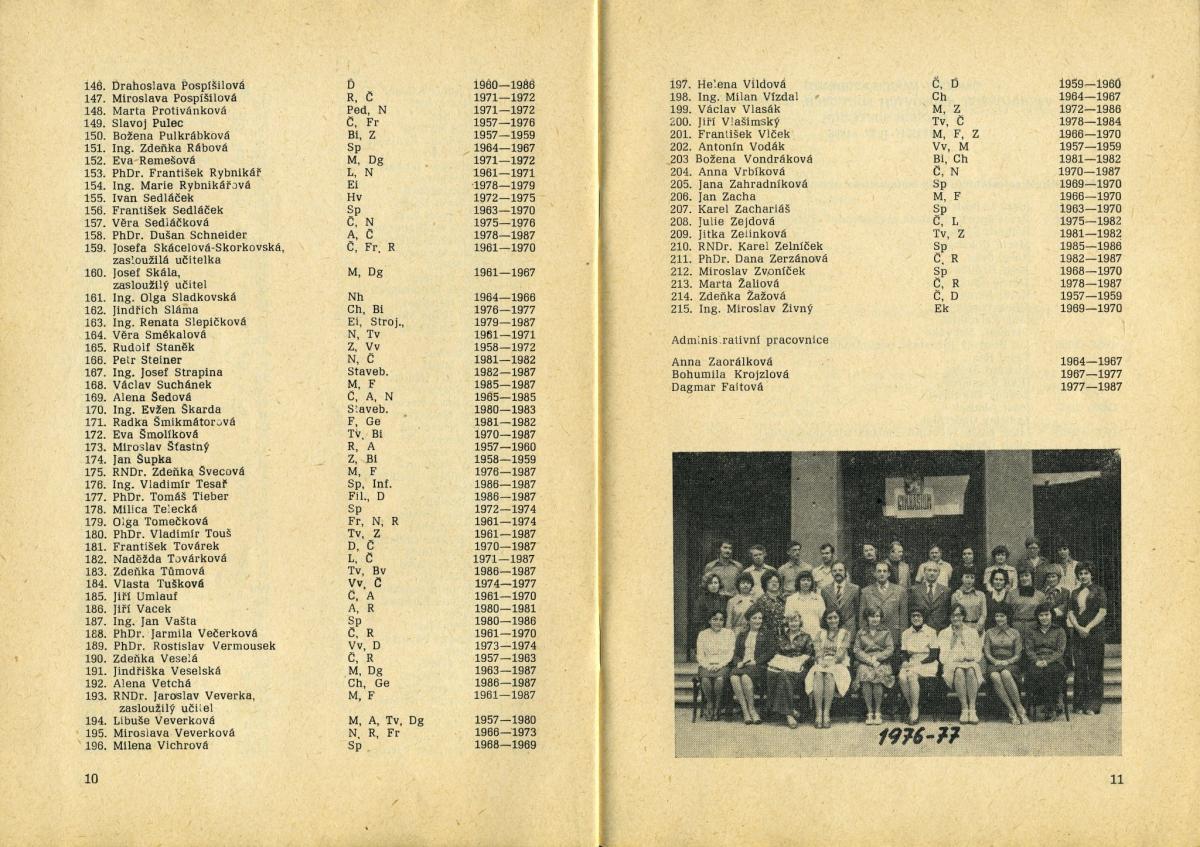 146. Drahoslava Pospíšilová D 1960—1986
147. Miroslava Pospíšilová R, Č 1971—1972
148. Marta Protivánková Ped, N 1971—1972
149. Slavoj Pulec Č, Fr 1957—1976
150. Božena Pulkrábková Bi, Z 1957—1959
151. Ing. Zdeňka Rábová Sp 1964—1967
152. Eva Remešová M, Dg 1971—1972
153. PhDr. František Rybnikář L, N 1961—1971
154. Ing. Marie Rybnikářová Ei 1978—1979
155. Ivan Sedláček Hv 1972—1975
156. František Sedláček Sp 1963—1970
157. Věra Sedláčková Č, N 1975—1976
158. PhDr. Dušan Schneider A, Č 1978—1987
159. Josefa Skácelová-Skorkovská, Č, Fr, R 1961—1970
zasloužilá učitelka
160. Josef Skála, M, Dg 1961—1967
zasloužilý učitel
161. Ing. Olga Sladkovská Nh 1964—1966
162. Jindřich Sláma Ch, Bi 1976—1977
163. Ing. Renata Slepičková Ei, Stroj., 1979—1987
164. Věra Smékalová N, Tv 1961—1971
165. Rudolf Staněk Z, Vv 1958—1972
166. Petr Steiner N, Č 1981—1982
167. Ing. Josef Strapina Staveb. 1982—1987
168. Václav Suchánek M, F 1985—1987
169. Alena Šedová Č, A, N 1965—1985
170. Ing. Evžen Škarda Staveb. 1980—1983
171. Radka Šmikmátorová F, Ge 1981—1982
172. Eva Šmolíková Tv, Bi 1970—1987
173. Miroslav Šťastný R, A 1957—1960
174. Jan Šupka Z, Bi 1958—1959
175. RNDr. Zdeňka Švecová M, F 1976—1987
176. Ing. Vladimír Tesař Sp, Inf. 1986—1987
177. PhDr. Tomáš Tieber Fil., D 1986—1987
178. Milica Telecká Sp 1972—1974
179. Olga Tomečková Fr, N, R 1961—1974
180. PhDr. Vladimír Touš Tv, Z 1961—1987
181. František Továrek D, Č 1970—1987
182. Naděžda Továrková L, Č 1971—1987
183. Zdeňka Tůmová Tv, Bv 1986—1987
184. Vlasta Tušková Vv, Č 1974—1977
185. Jiří Umlauf Č, A 1961—1970
186. Jiří Vacek A, R 1980—1981
187. Ing. Jan Vašta Sp 1980—1986
188. PhDr. Jarmila Večerková Č, R 1961—1970
189. PhDr. Rostislav Vermousek Vv, D 1973—1974
190. Zdeňka Veselá Č, R 1957—1963
191. Jindřiška Veselská M, Dg 1963—1987
192. Alena Vetchá Ch, Ge 1986—1987
193. RNDr. Jaroslav Veverka, M, F 1961—1987
zasloužilý učitel
194. Libuše Veverková M, A, Tv, Dg 1957—1980
195. Miroslava Veverková N, R, Fr 1966—1973
196. Milena Vichrová Sp 1968—1969
10
197. Helena Vildová Č, D 1959—1960
198. Ing. Milan Vízdal Ch 1964—1967
199. Václav Vlasák M, Z 1972—1986
200. Jiří Vlašímský Tv, Č 1978—1984
201. František Vlček M, F, Z 1966—1970
202. Antonín Vodák Vv, M 1957—1959
203 Božena Vondráková Bi, Ch 1981—1982
204. Anna Vrbíková Č, N 1970—1987
205. Jana Zahradníková Sp 1969—1970
206. Jan Zacha M, F 1966—1970
207. Karel Zachariáš Sp 1963—1970
208. Julie Zejdová Č, L 1975—1982
209. Jitka Zelinková Tv, Z 1981—1982
210. RNDr. Karel Zelníček Sp 1985—1986
211. PhDr. Dana Zerzánová Č, R 1982—1987
212. Miroslav Zvoníček Sp 1968—1970
213. Marta Žaliová Č, R 1978—1987
214. Zdeňka Žažová Č, D 1957—1959
215. Ing. Miroslav Živný Ek 1969—1970
Administrativní pracovnice
Anna Zaorálková 1964—1967
Bohumila Krojzlová 1967—1977
Dagmar Faltová 1977—1987
1976-77
11